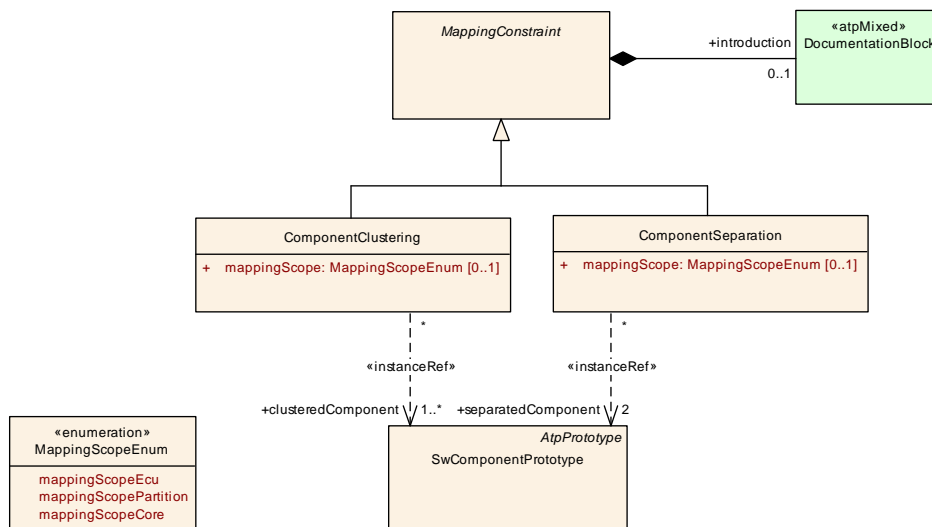 MappingConstraint
«atpMixed»
DocumentationBlock
+introduction
0..1
ComponentClustering
+ mappingScope: MappingScopeEnum [0..1]
ComponentSeparation
+ mappingScope: MappingScopeEnum [0..1]
*
*
«instanceRef»
«instanceRef»
+clusteredComponent
1..*
+separatedComponent
2
AtpPrototype
SwComponentPrototype
«enumeration»
MappingScopeEnum
mappingScopeEcu
mappingScopePartition
mappingScopeCore